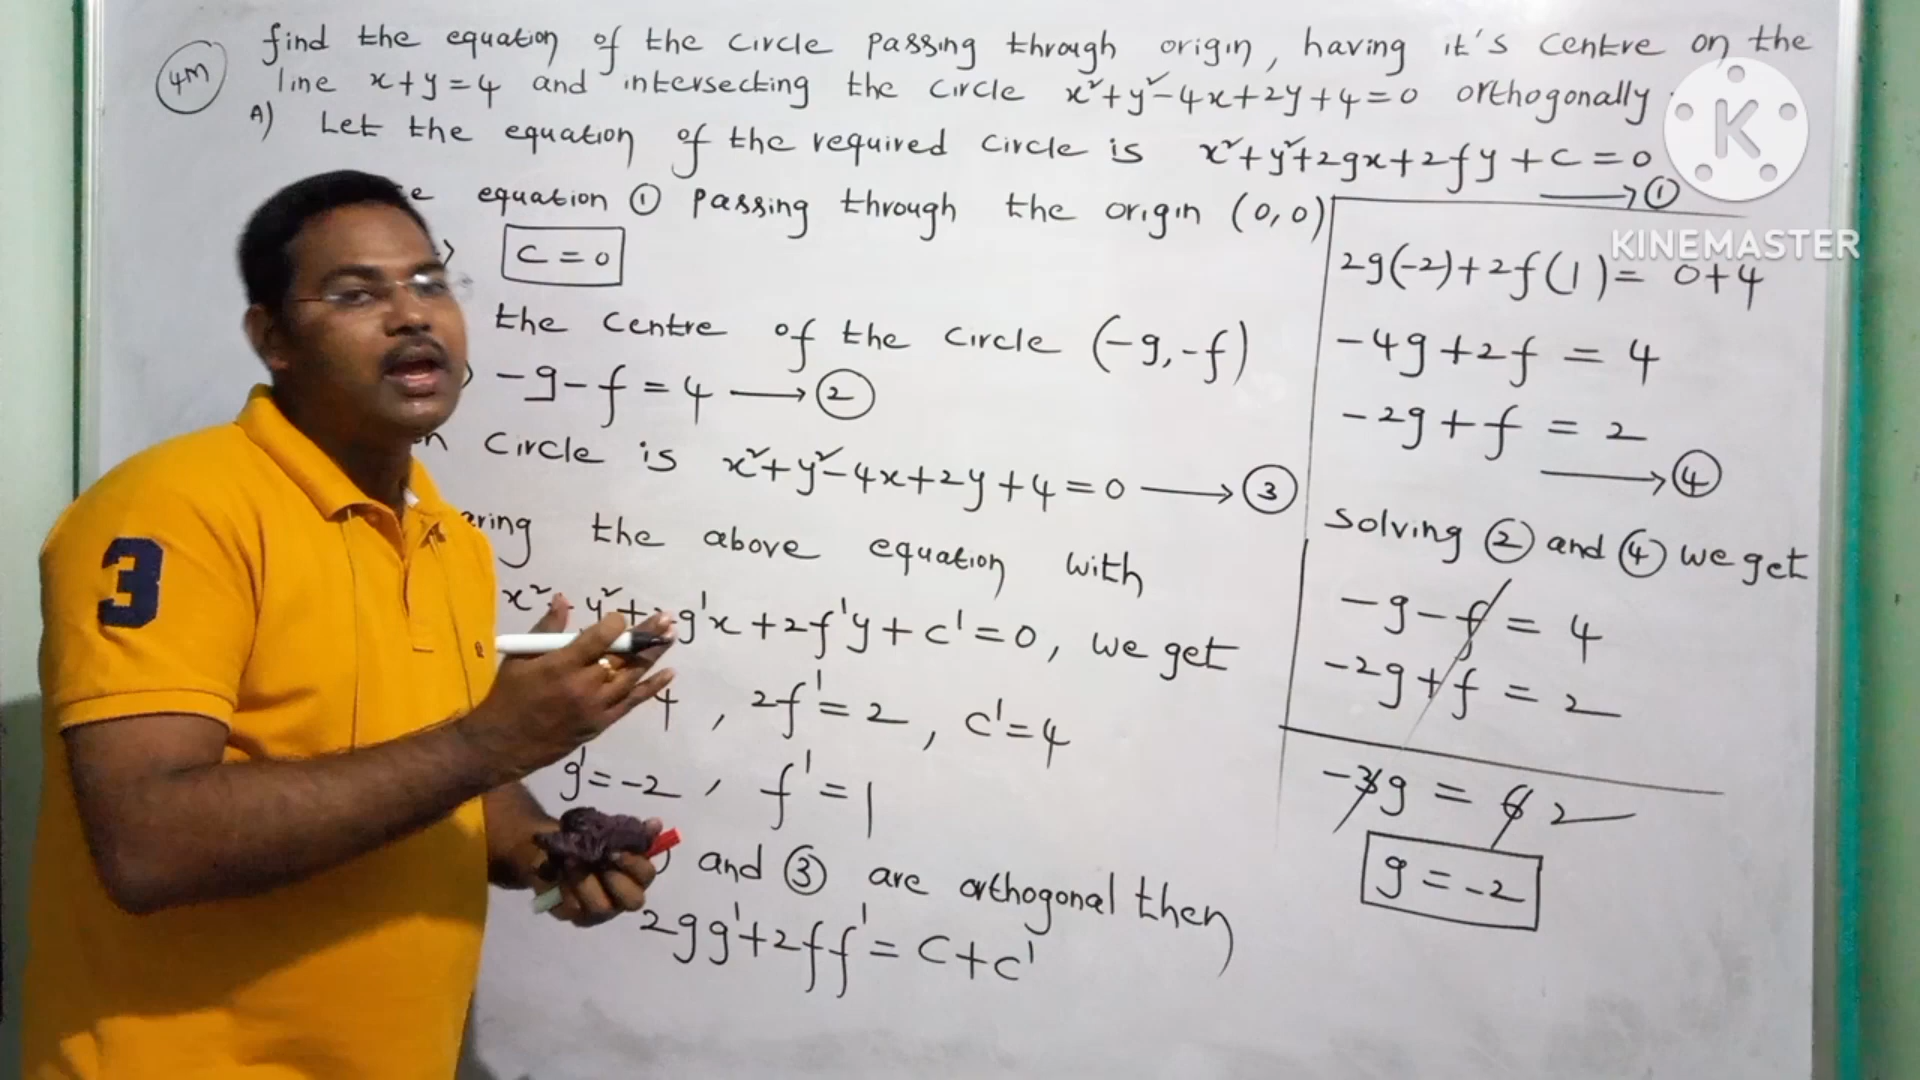 4M
find the equation of the circle passing through origin, having it's centre on the
line x+y=4 and intersecting the circle x²+y²-4x+2y+4=0 orthogonally
A) Let the equation of the required circle is x²+y²+2gx+2fy+c=0
→①
equation ① passing through the origin (0,0)
c=0
the centre of the circle (-g,-f)
-g-f=4 → ②
circle is x²+y²-4x+2y+4=0 → ③
the above equation with
x² y²+ g'x+2f'y+c'=0, we get
4, 2f'=2, c'=4
g'=-2, f'=1
and ③ are orthogonal then
2gg'+2ff'=c+c'
2g(-2)+2f(1)= 0+4
-4g+2f = 4
-2g+f = 2
→④
Solving ② and ④ we get
-g-f = 4
-2g+f = 2
-3g = 6 2
g=-2
K
KINEMASTER
3